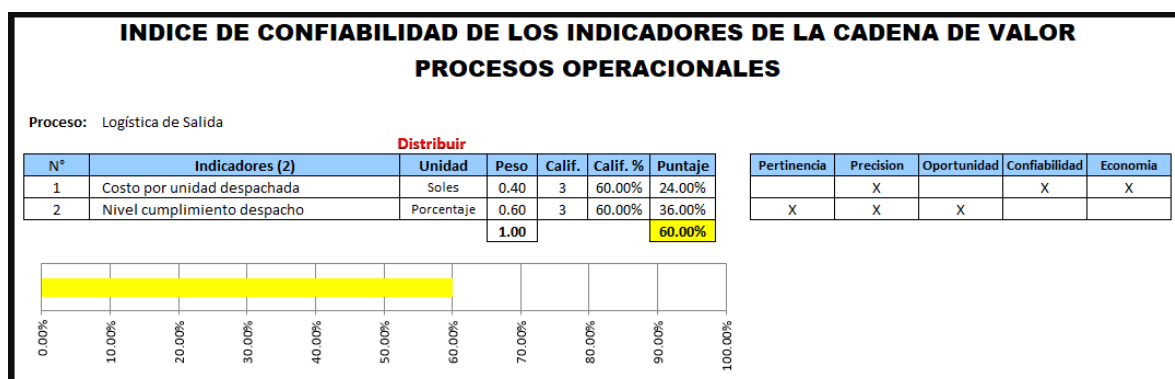 INDICE DE CONFIABILIDAD DE LOS INDICADORES DE LA CADENA DE VALOR
PROCESOS OPERACIONALES
Proceso: Logística de Salida
Distribuir
N° Indicadores (2) Unidad Peso Calif. Calif. % Puntaje Pertinencia Precision Oportunidad Confiabilidad Economia
1 Costo por unidad despachada Soles 0.40 3 60.00% 24.00% X X X
2 Nivel cumplimiento despacho Porcentaje 0.60 3 60.00% 36.00% X X X
1.00 60.00%
0.00% 10.00% 20.00% 30.00% 40.00% 50.00% 60.00% 70.00% 80.00% 90.00% 100.00%